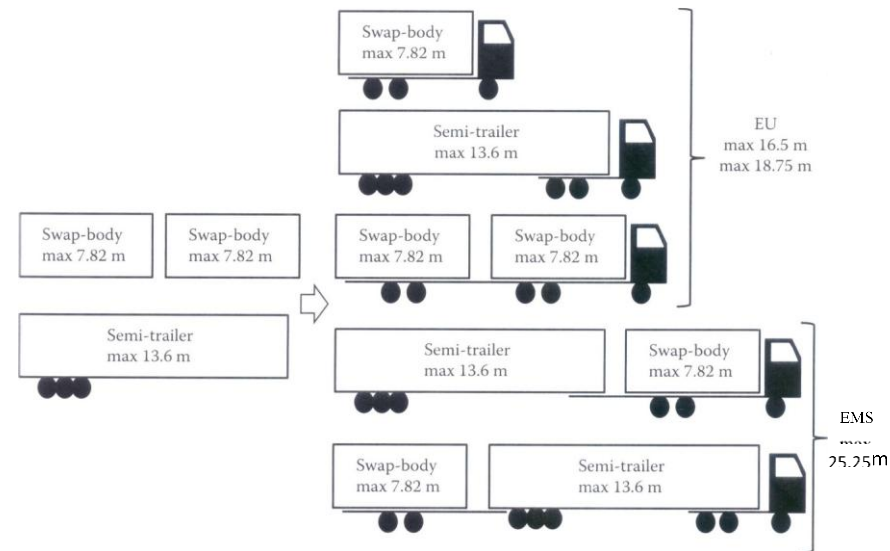 Swap-body
max 7.82 m
Semi-trailer
max 13.6 m
EU
max 16.5 m
max 18.75 m
Swap-body
max 7.82 m
Swap-body
max 7.82 m
Swap-body
max 7.82 m
Swap-body
max 7.82 m
Semi-trailer
max 13.6 m
Semi-trailer
max 13.6 m
Swap-body
max 7.82 m
EMS
max
25.25m
Swap-body
max 7.82 m
Semi-trailer
max 13.6 m